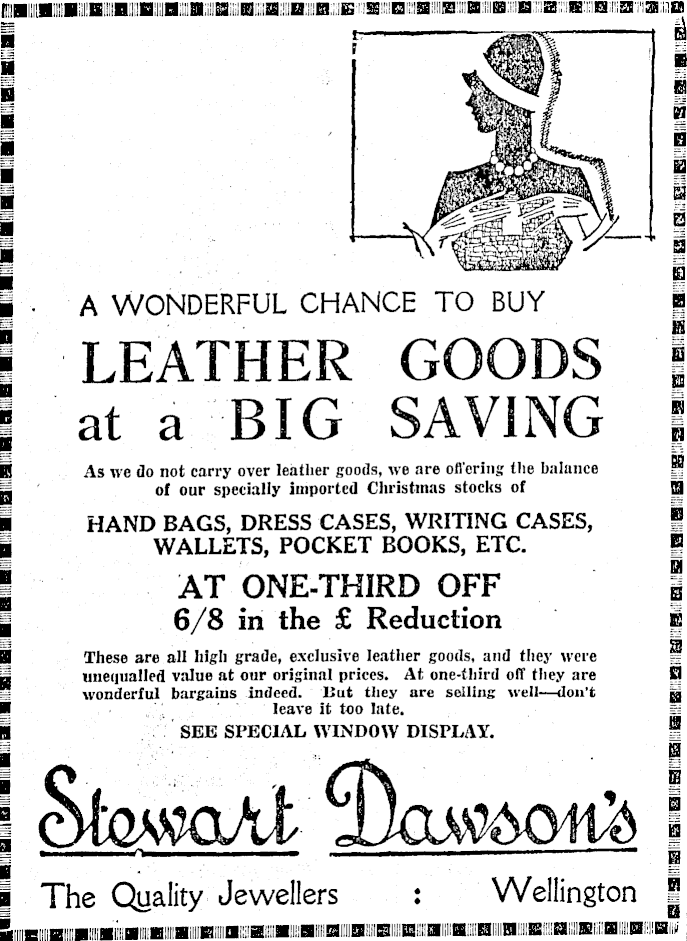 A WONDERFUL CHANCE TO BUY
LEATHER GOODS
at a BIG SAVING
As we do not carry over leather goods, we are offering the balance
of our specially imported Christmas stocks of
HAND BAGS, DRESS CASES, WRITING CASES,
WALLETS, POCKET BOOKS, ETC.
AT ONE-THIRD OFF
6/8 in the £ Reduction
These are all high grade, exclusive leather goods, and they were
unequalled value at our original prices. At one-third off they are
wonderful bargains indeed. But they are selling well—don't
leave it too late.
SEE SPECIAL WINDOW DISPLAY.
Stewart Dawson's
The Quality Jewellers : Wellington